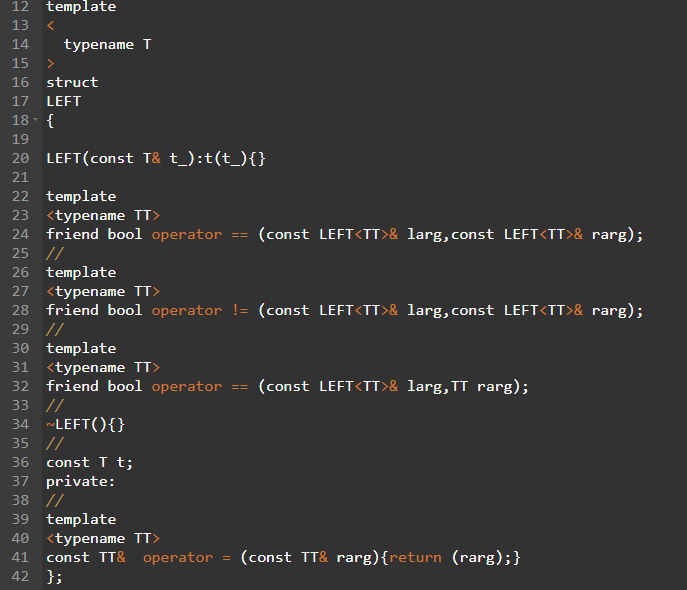 12 template
13 <
14   typename T
15 >
16 struct
17 LEFT
18 {
19
20 LEFT(const T& t_):t(t_){}
21
22 template
23 <typename TT>
24 friend bool operator == (const LEFT<TT>& larg,const LEFT<TT>& rarg);
25 //
26 template
27 <typename TT>
28 friend bool operator != (const LEFT<TT>& larg,const LEFT<TT>& rarg);
29 //
30 template
31 <typename TT>
32 friend bool operator == (const LEFT<TT>& larg,TT rarg);
33 //
34 ~LEFT(){}
35 //
36 const T t;
37 private:
38 //
39 template
40 <typename TT>
41 const TT&  operator = (const TT& rarg){return (rarg);}
42 };